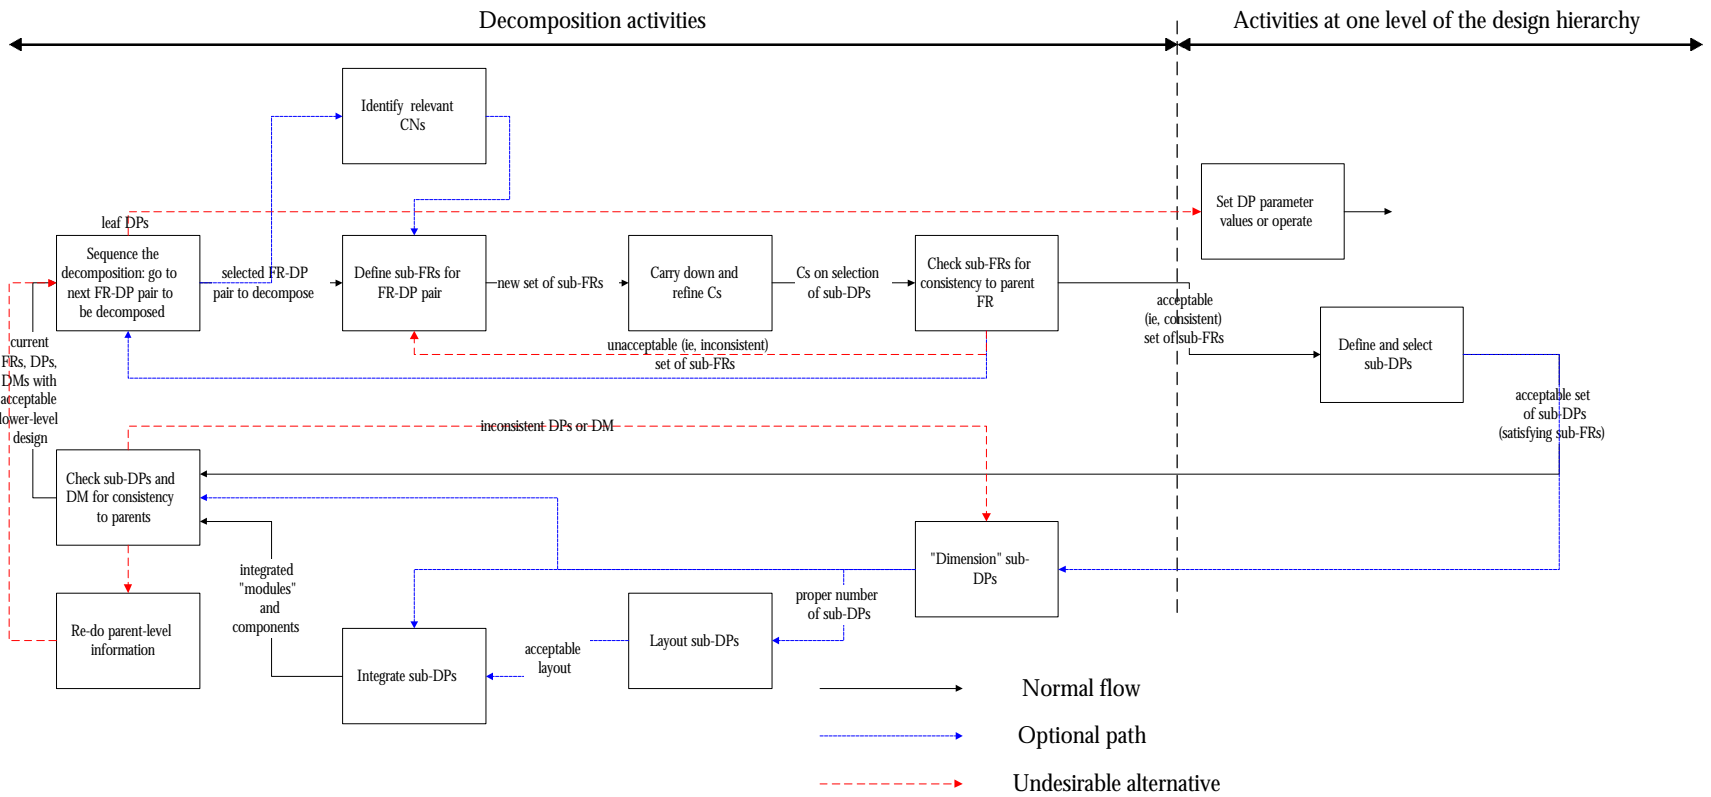 Decomposition activities
Activities at one level of the design hierarchy
Identify relevant
CNs
Set DP parameter
values or operate
leaf DPs
Sequence the
decomposition: go to
next FR-DP pair to
be decomposed
selected FR-DP
pair to decompose
Define sub-FRs for
FR-DP pair
new set of sub-FRs
Carry down and
refine Cs
Cs on selection
of sub-DPs
Check sub-FRs for
consistency to parent
FR
acceptable
(ie, consistent)
set of sub-FRs
unacceptable (ie, inconsistent)
set of sub-FRs
Define and select
sub-DPs
current
FRs, DPs,
DMs with
acceptable
lower-level
design
acceptable set
of sub-DPs
(satisfying sub-FRs)
inconsistent DPs or DM
Check sub-DPs and
DM for consistency
to parents
"Dimension" sub-
DPs
integrated
"modules"
and
components
proper number
of sub-DPs
Re-do parent-level
information
Integrate sub-DPs
acceptable
layout
Layout sub-DPs
Normal flow
Optional path
Undesirable alternative